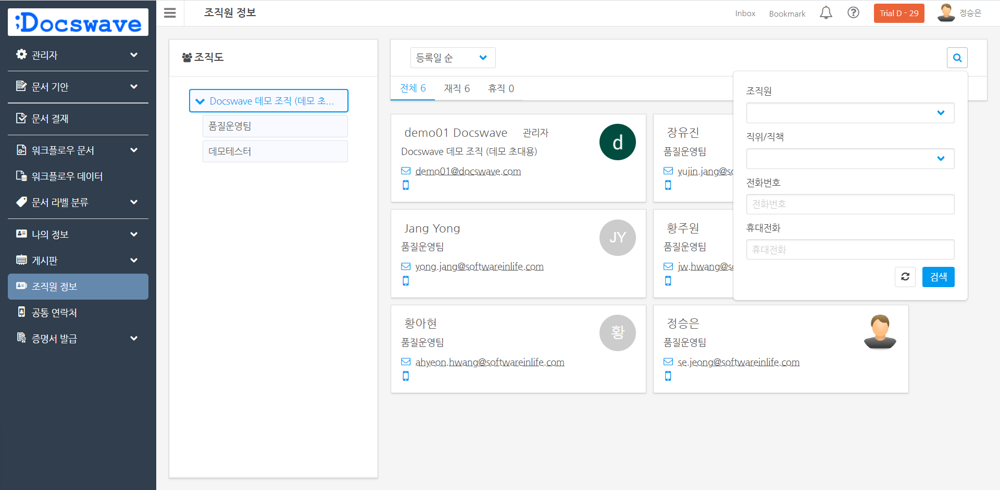 ;Docswave
관리자
문서 기안
문서 결재
워크플로우 문서
워크플로우 데이터
문서 라벨 분류
나의 정보
게시판
조직원 정보
공통 연락처
증명서 발급
조직원 정보
Inbox
Bookmark
Trial D - 29
정승은
조직도
Docswave 데모 조직 (데모 초...
품질운영팀
데모테스터
등록일 순
전체 6 재직 6 휴직 0
demo01 Docswave 관리자
Docswave 데모 조직 (데모 초대용)
demo01@docswave.com
d
장유진
품질운영팀
yujin.jang@so
Jang Yong
품질운영팀
yong.jang@softwareinlife.com
JY
황주원
품질운영팀
jw.hwang@so
황아현
품질운영팀
ahyeon.hwang@softwareinlife.com
황
정승은
품질운영팀
se.jeong@softwareinlife.com
조직원
직위/직책
전화번호
전화번호
휴대전화
휴대전화
검색